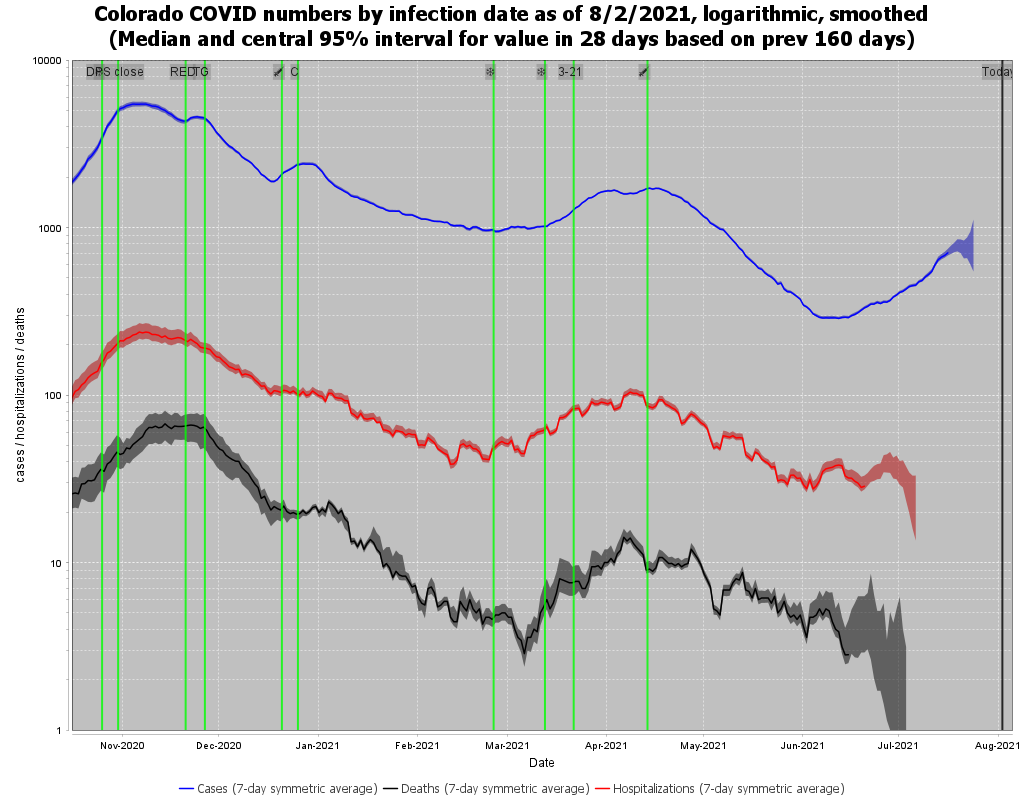 Colorado COVID numbers by infection date as of 8/2/2021, logarithmic, smoothed
(Median and central 95% interval for value in 28 days based on prev 160 days)
close
C
3-21
Today
10000
1000
100
10
1
cases / hospitalizations / deaths
Nov-2020
Dec-2020
Jan-2021
Feb-2021
Mar-2021
Apr-2021
May-2021
Jun-2021
Jul-2021
Aug-2021
Date
Cases (7-day symmetric average)
Deaths (7-day symmetric average)
Hospitalizations (7-day symmetric average)